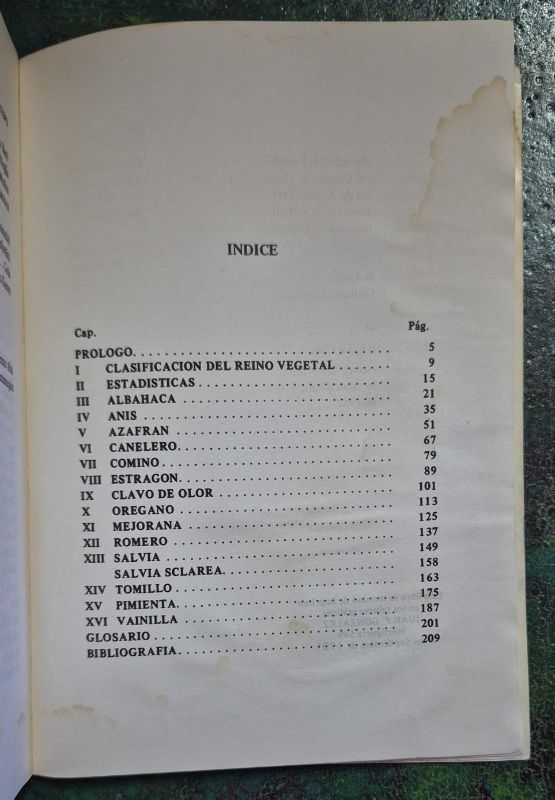 INDICE
Cap. Pág.
PROLOGO. . . . . . . . . . . . . . . . . . . . . . . . . . . . . . . . . . 5
I CLASIFICACION DEL REINO VEGETAL . . . . . . . 9
II ESTADISTICAS . . . . . . . . . . . . . . . . . . . . . . . . . 15
III ALBAHACA . . . . . . . . . . . . . . . . . . . . . . . . . . . 21
IV ANIS . . . . . . . . . . . . . . . . . . . . . . . . . . . . . . . . 35
V AZAFRAN . . . . . . . . . . . . . . . . . . . . . . . . . . . . 51
VI CANELERO. . . . . . . . . . . . . . . . . . . . . . . . . . . 67
VII COMINO . . . . . . . . . . . . . . . . . . . . . . . . . . . . . 79
VIII ESTRAGON. . . . . . . . . . . . . . . . . . . . . . . . . . . 89
IX CLAVO DE OLOR . . . . . . . . . . . . . . . . . . . . . . . 101
X OREGANO . . . . . . . . . . . . . . . . . . . . . . . . . . . . 113
XI MEJORANA . . . . . . . . . . . . . . . . . . . . . . . . . . . 125
XII ROMERO . . . . . . . . . . . . . . . . . . . . . . . . . . . . . 137
XIII SALVIA . . . . . . . . . . . . . . . . . . . . . . . . . . . . . . 149
SALVIA SCLAREA. . . . . . . . . . . . . . . . . . . . . . 158
XIV TOMILLO . . . . . . . . . . . . . . . . . . . . . . . . . . . . . 163
XV PIMIENTA. . . . . . . . . . . . . . . . . . . . . . . . . . . . 175
XVI VAINILLA . . . . . . . . . . . . . . . . . . . . . . . . . . . . 187
GLOSARIO . . . . . . . . . . . . . . . . . . . . . . . . . . . . . . . 201
BIBLIOGRAFIA. . . . . . . . . . . . . . . . . . . . . . . . . . . . 209